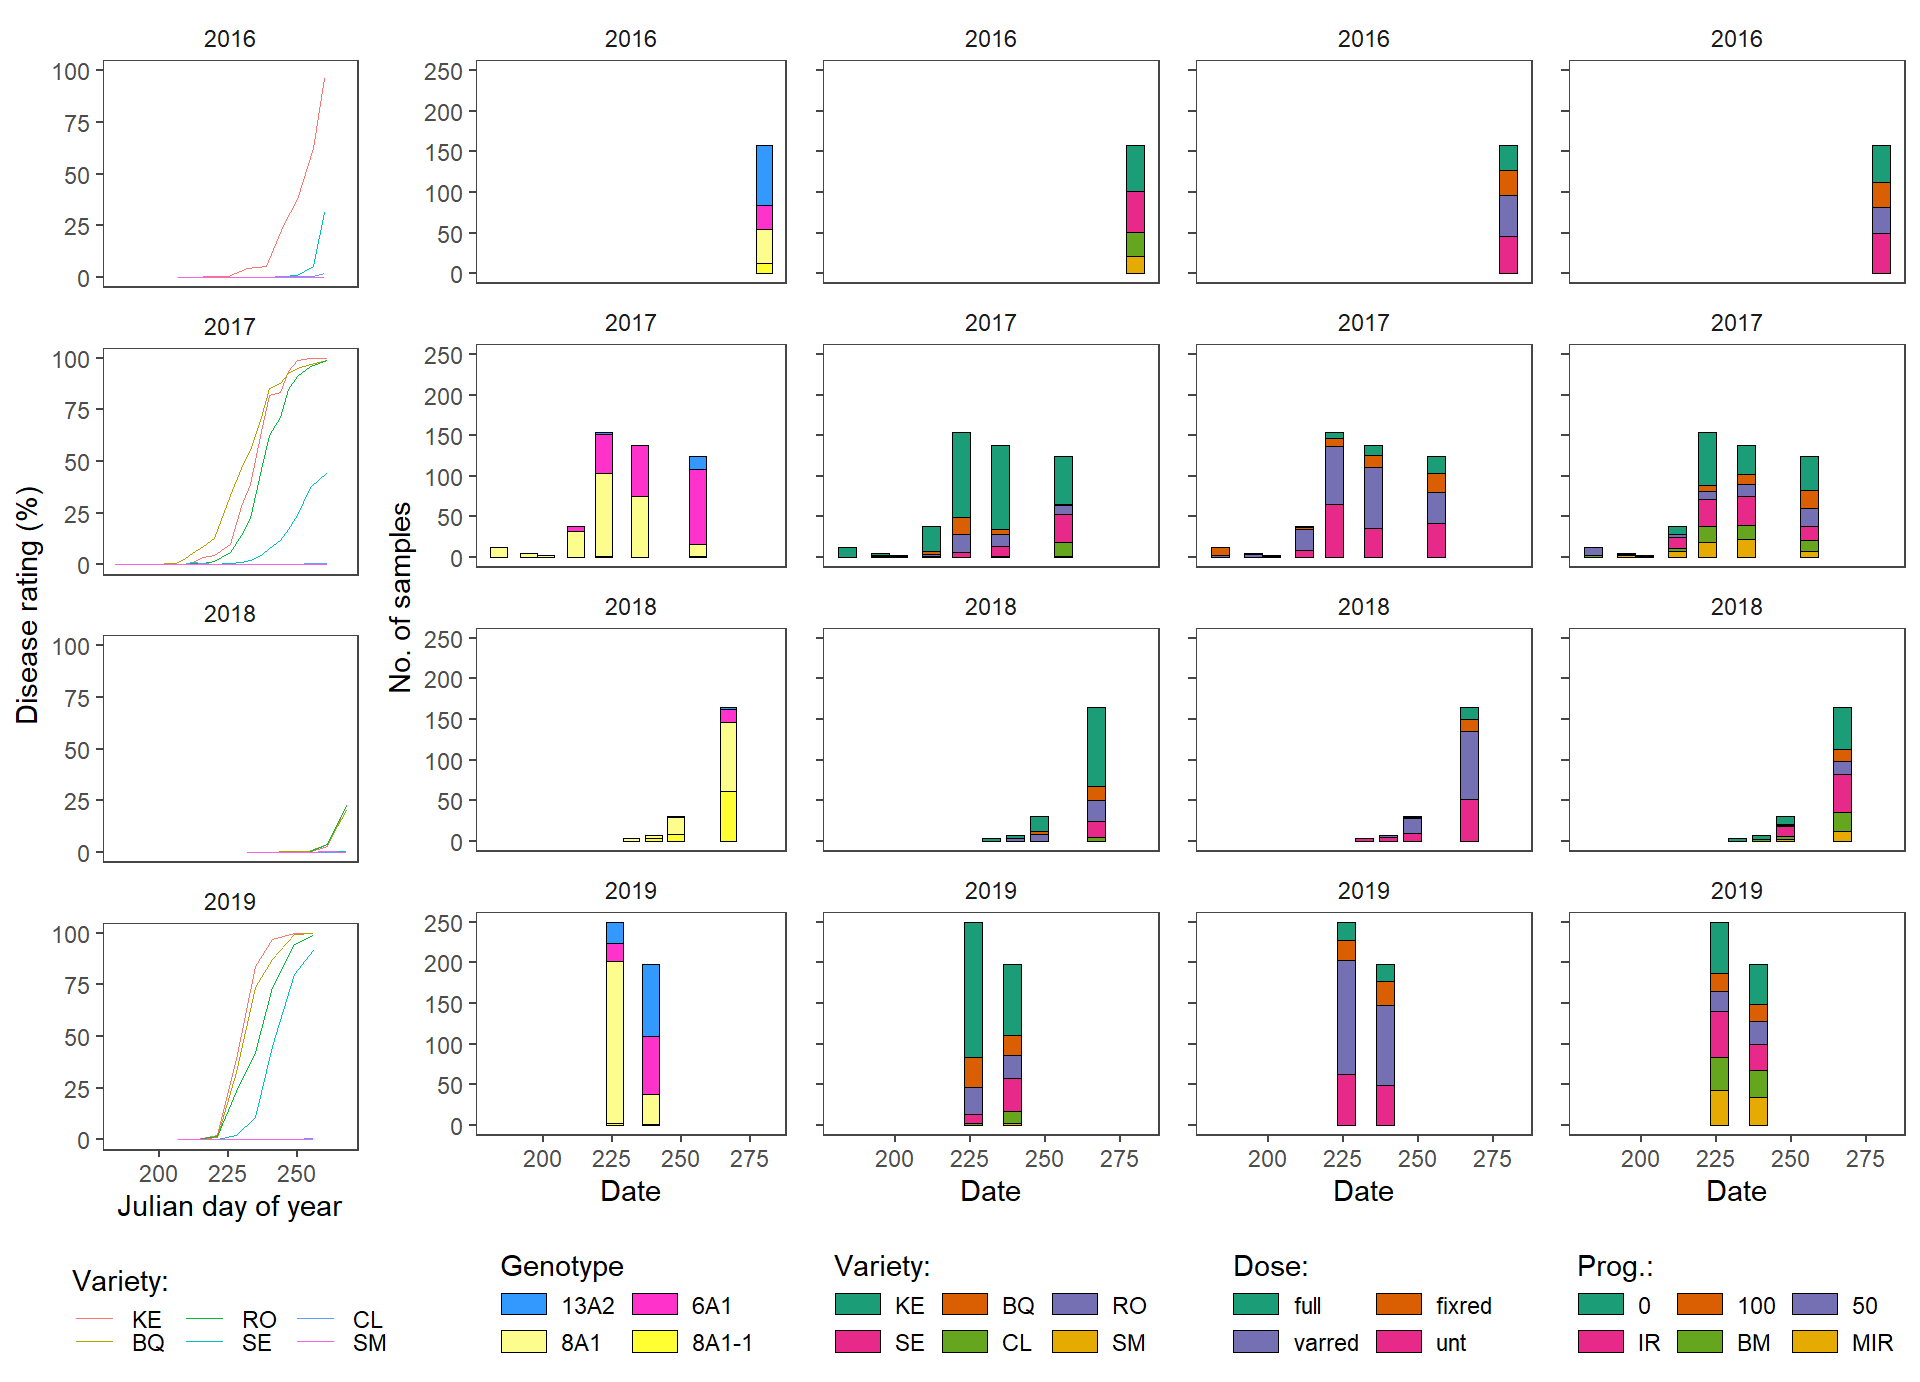 2016 2016 2016 2016 2016
100
75
50
25
0
250
200
150
100
50
0
2017 2017 2017 2017 2017
100
75
50
25
0
250
200
150
100
50
0
Disease rating (%)
No. of samples
2018 2018 2018 2018 2018
100
75
50
25
0
250
200
150
100
50
0
2019 2019 2019 2019 2019
100
75
50
25
0
250
200
150
100
50
0
200 225 250
200 225 250 275
200 225 250 275
200 225 250 275
200 225 250 275
Julian day of year
Date Date Date Date
Variety:
KE RO CL
BQ SE SM
Genotype
13A2 6A1
8A1 8A1-1
Variety:
KE BQ RO
SE CL SM
Dose:
full fixred
varred unt
Prog.:
0 100 50
IR BM MIR